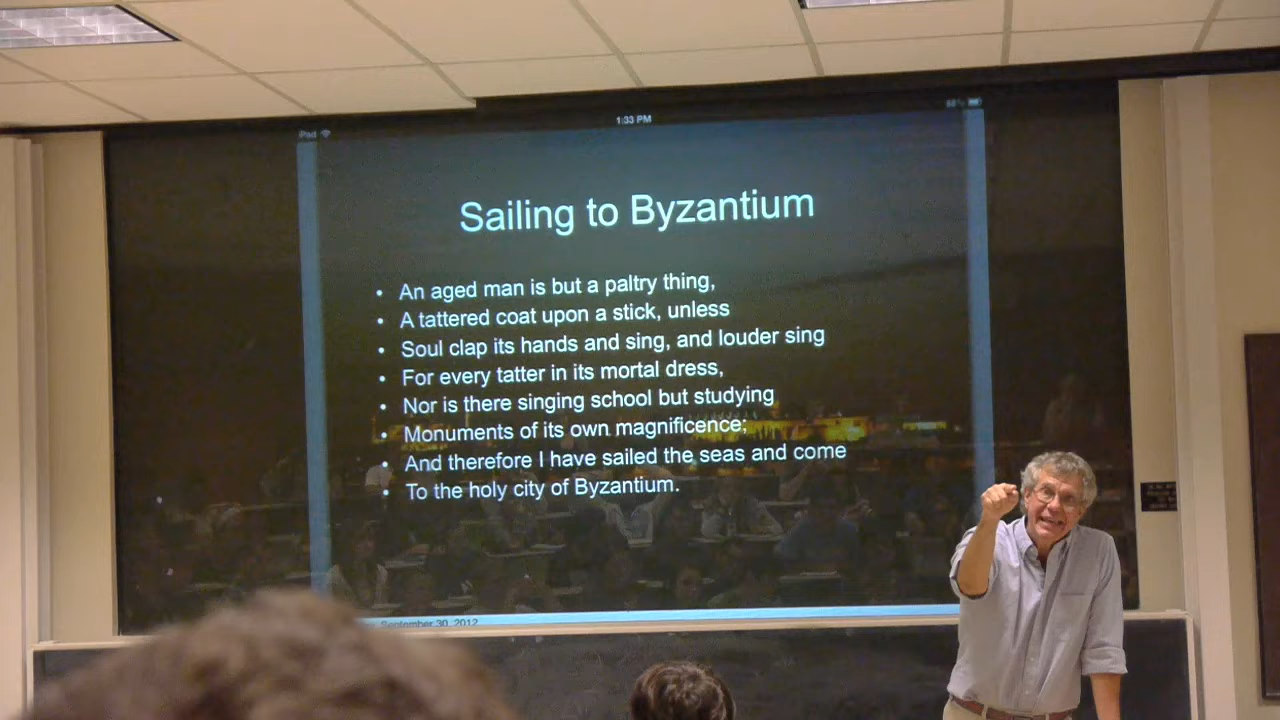 iPad
1:33 PM
Sailing to Byzantium
• An aged man is but a paltry thing,
• A tattered coat upon a stick, unless
• Soul clap its hands and sing, and louder sing
• For every tatter in its mortal dress,
• Nor is there singing school but studying
• Monuments of its own magnificence;
• And therefore I have sailed the seas and come
• To the holy city of Byzantium.
September 30, 2012